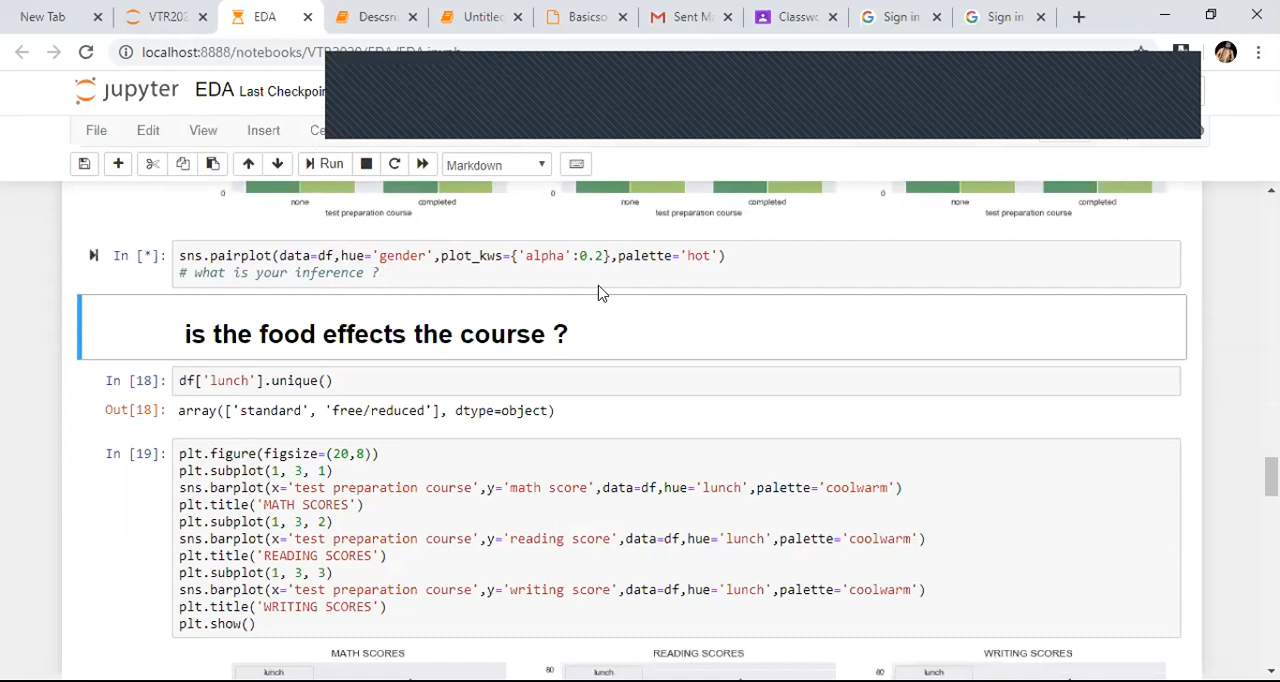 New Tab
VTR202
EDA
Descsn
Untitlec
Basicso
Sent Ma
Classwo
Sign in
Sign in
localhost:8888/notebooks/VTR2020/EDA/EDA.ipynb
jupyter EDA Last Checkpoin
File Edit View Insert Ce
Run Markdown
0 none completed 0 none completed 0 none completed
test preparation course test preparation course test preparation course
In [*]: sns.pairplot(data=df,hue='gender',plot_kws={'alpha':0.2},palette='hot')
# what is your inference ?
is the food effects the course ?
In [18]: df['lunch'].unique()
Out[18]: array(['standard', 'free/reduced'], dtype=object)
In [19]: plt.figure(figsize=(20,8))
plt.subplot(1, 3, 1)
sns.barplot(x='test preparation course',y='math score',data=df,hue='lunch',palette='coolwarm')
plt.title('MATH SCORES')
plt.subplot(1, 3, 2)
sns.barplot(x='test preparation course',y='reading score',data=df,hue='lunch',palette='coolwarm')
plt.title('READING SCORES')
plt.subplot(1, 3, 3)
sns.barplot(x='test preparation course',y='writing score',data=df,hue='lunch',palette='coolwarm')
plt.title('WRITING SCORES')
plt.show()
MATH SCORES READING SCORES WRITING SCORES
lunch 80 lunch 80 lunch